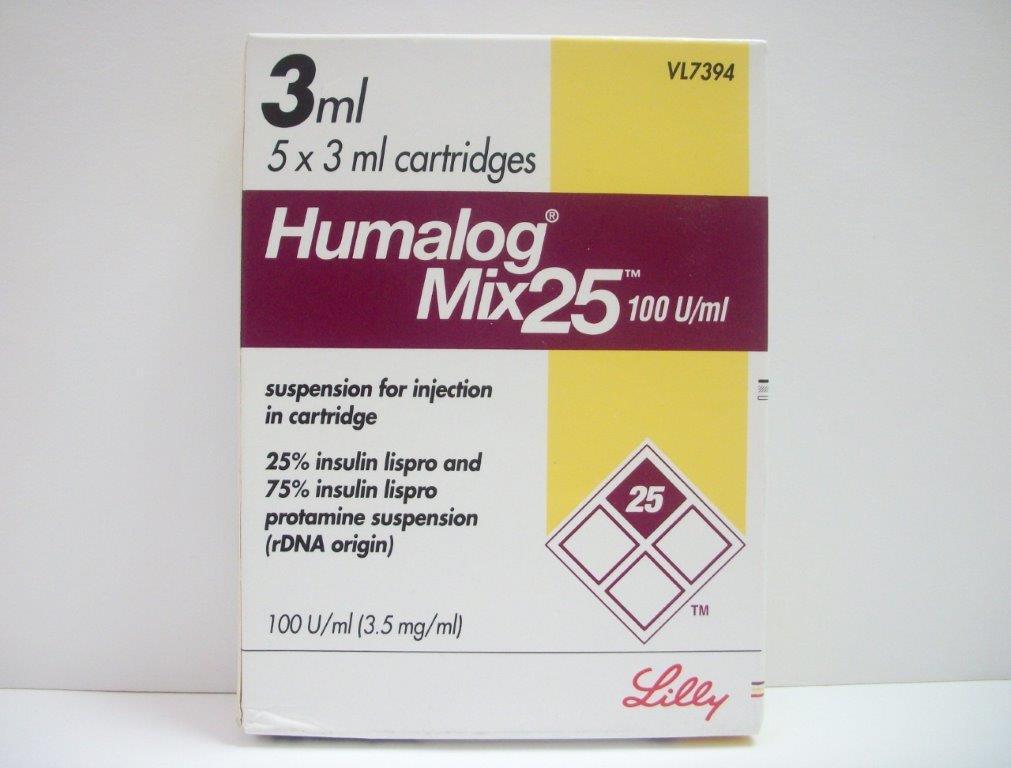 3ml
VL7394
5 x 3 ml cartridges
Humalog®
Mix25™ 100 U/ml
suspension for injection
in cartridge
25% insulin lispro and
75% insulin lispro
protamine suspension
(rDNA origin)
25
TM
100 U/ml (3.5 mg/ml)
Lilly